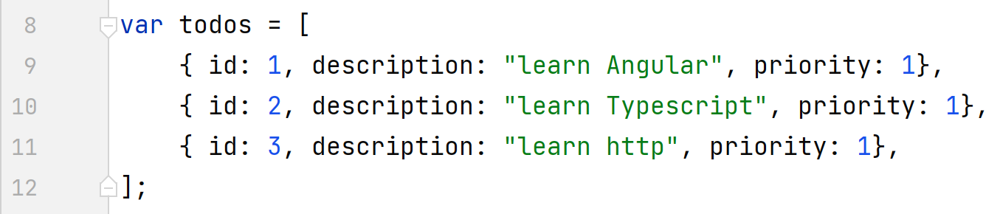 8 var todos = [
9     { id: 1, description: "learn Angular", priority: 1},
10     { id: 2, description: "learn Typescript", priority: 1},
11     { id: 3, description: "learn http", priority: 1},
12 ];